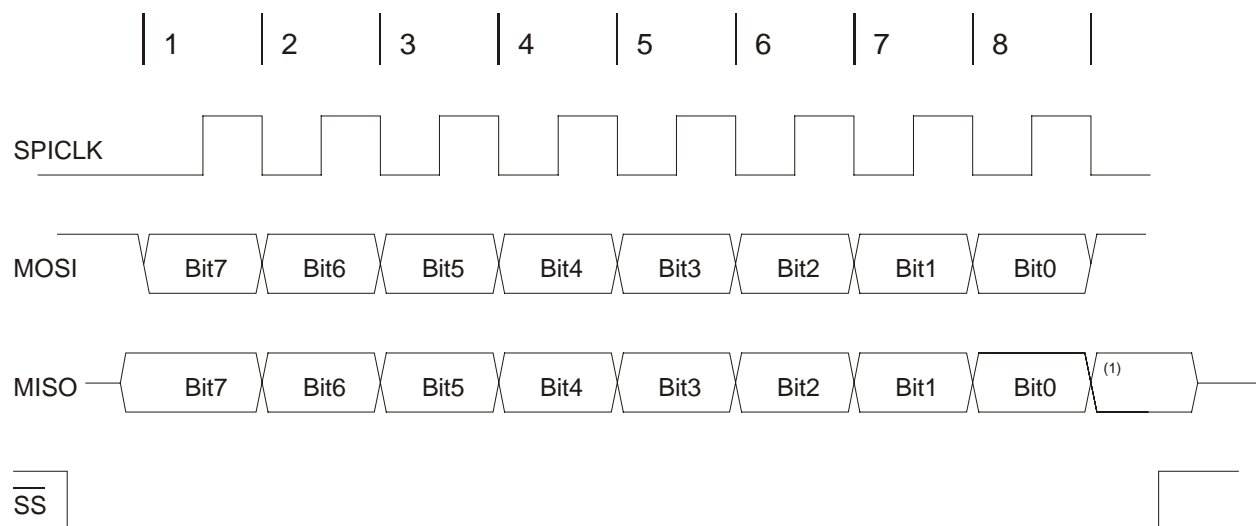 1 2 3 4 5 6 7 8
SPICLK
MOSI Bit7 Bit6 Bit5 Bit4 Bit3 Bit2 Bit1 Bit0
MISO Bit7 Bit6 Bit5 Bit4 Bit3 Bit2 Bit1 Bit0 (1)
SS